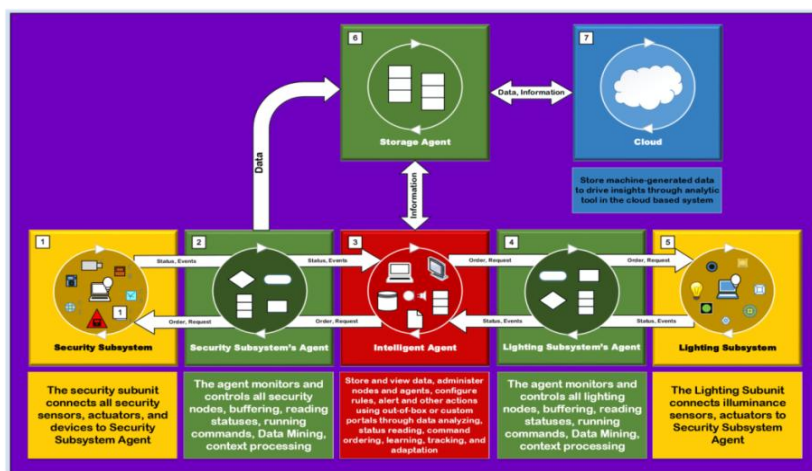 6
Storage Agent
7
Cloud
Data, Information
Data
Information
Store machine-generated data
to drive insights through analytic
tool in the cloud based system
1
Status, Events
Order, Request
1
Security Subsystem
2
Status, Events
Order, Request
Security Subsystem's Agent
3
Intelligent Agent
4
Order, Request
Status, Events
Lighting Subsystem's Agent
5
Order, Request
Status, Events
Lighting Subsystem
The security subunit
connects all security
sensors, actuators, and
devices to Security
Subsystem Agent
The agent monitors and
controls all security
nodes, buffering, reading
statuses, running
commands, Data Mining,
context processing
Store and view data, administer
nodes and agents, configure
rules, alert and other actions
using out-of-box or custom
portals through data analyzing,
status reading, command
ordering, learning, tracking, and
adaptation
The agent monitors and
controls all lighting
nodes, buffering, reading
statuses, running
commands, Data Mining,
context processing
The Lighting Subunit
connects illuminance
sensors, actuators to
Security Subsystem
Agent